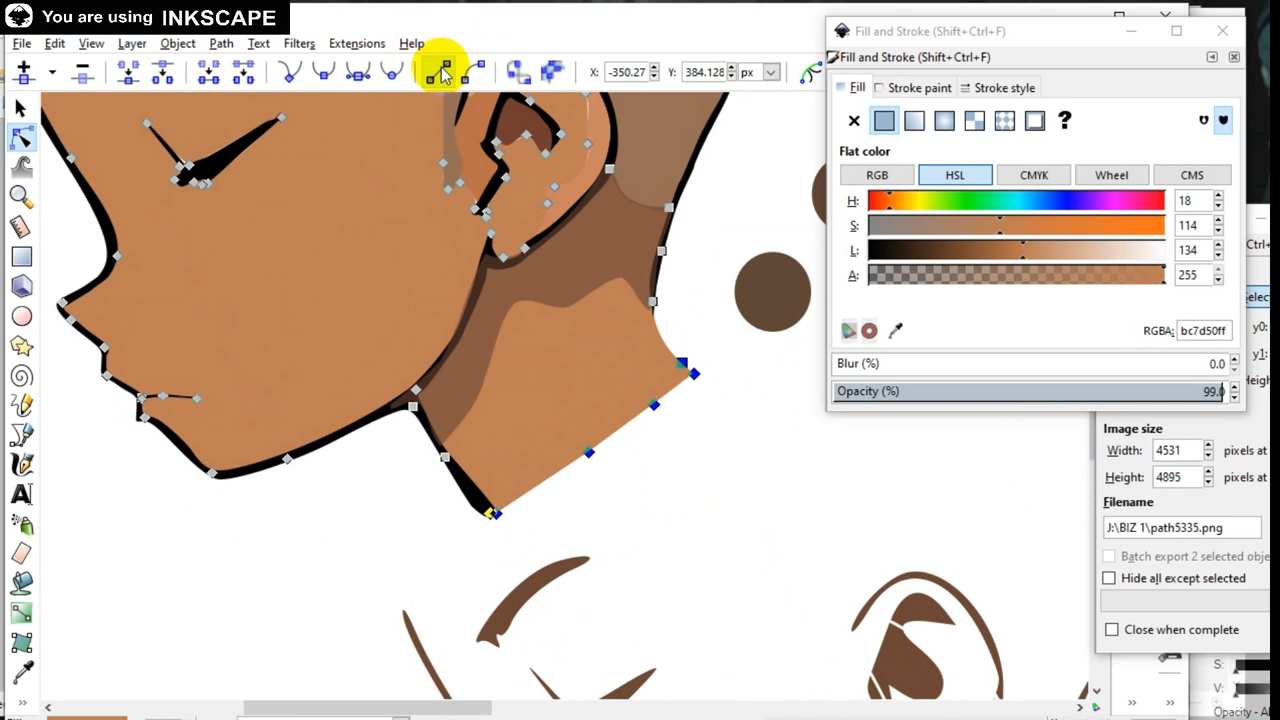 You are using INKSCAPE
File Edit View Layer Object Path Text Filters Extensions Help
X: -350.27 Y: 384.128 px
Fill and Stroke (Shift+Ctrl+F)
Fill and Stroke (Shift+Ctrl+F)
Fill Stroke paint Stroke style
?
Flat color
RGB HSL CMYK Wheel CMS
H: 18
S: 114
L: 134
A: 255
RGBA: bc7d50ff
Blur (%) 0.0
Opacity (%) 99.0
Image size
Width: 4531 pixels at
Height: 4895 pixels at
Filename
J:\BIZ 1\path5335.png
Batch export 2 selected obje
Hide all except selected
Close when complete
A
S:
V: